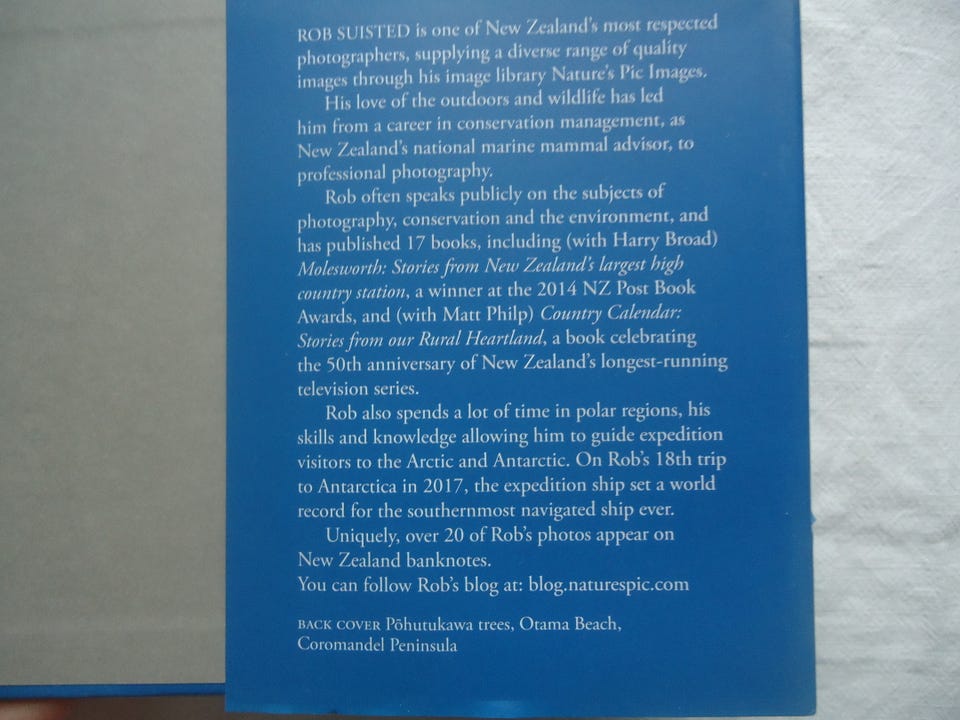 ROB SUISTED is one of New Zealand's most respected
photographers, supplying a diverse range of quality
images through his image library Nature's Pic Images.
His love of the outdoors and wildlife has led
him from a career in conservation management, as
New Zealand's national marine mammal advisor, to
professional photography.
Rob often speaks publicly on the subjects of
photography, conservation and the environment, and
has published 17 books, including (with Harry Broad)
Molesworth: Stories from New Zealand's largest high
country station, a winner at the 2014 NZ Post Book
Awards, and (with Matt Philp) Country Calendar:
Stories from our Rural Heartland, a book celebrating
the 50th anniversary of New Zealand's longest-running
television series.
Rob also spends a lot of time in polar regions, his
skills and knowledge allowing him to guide expedition
visitors to the Arctic and Antarctic. On Rob's 18th trip
to Antarctica in 2017, the expedition ship set a world
record for the southernmost navigated ship ever.
Uniquely, over 20 of Rob's photos appear on
New Zealand banknotes.
You can follow Rob's blog at: blog.naturespic.com
BACK COVER Pōhutukawa trees, Otama Beach,
Coromandel Peninsula